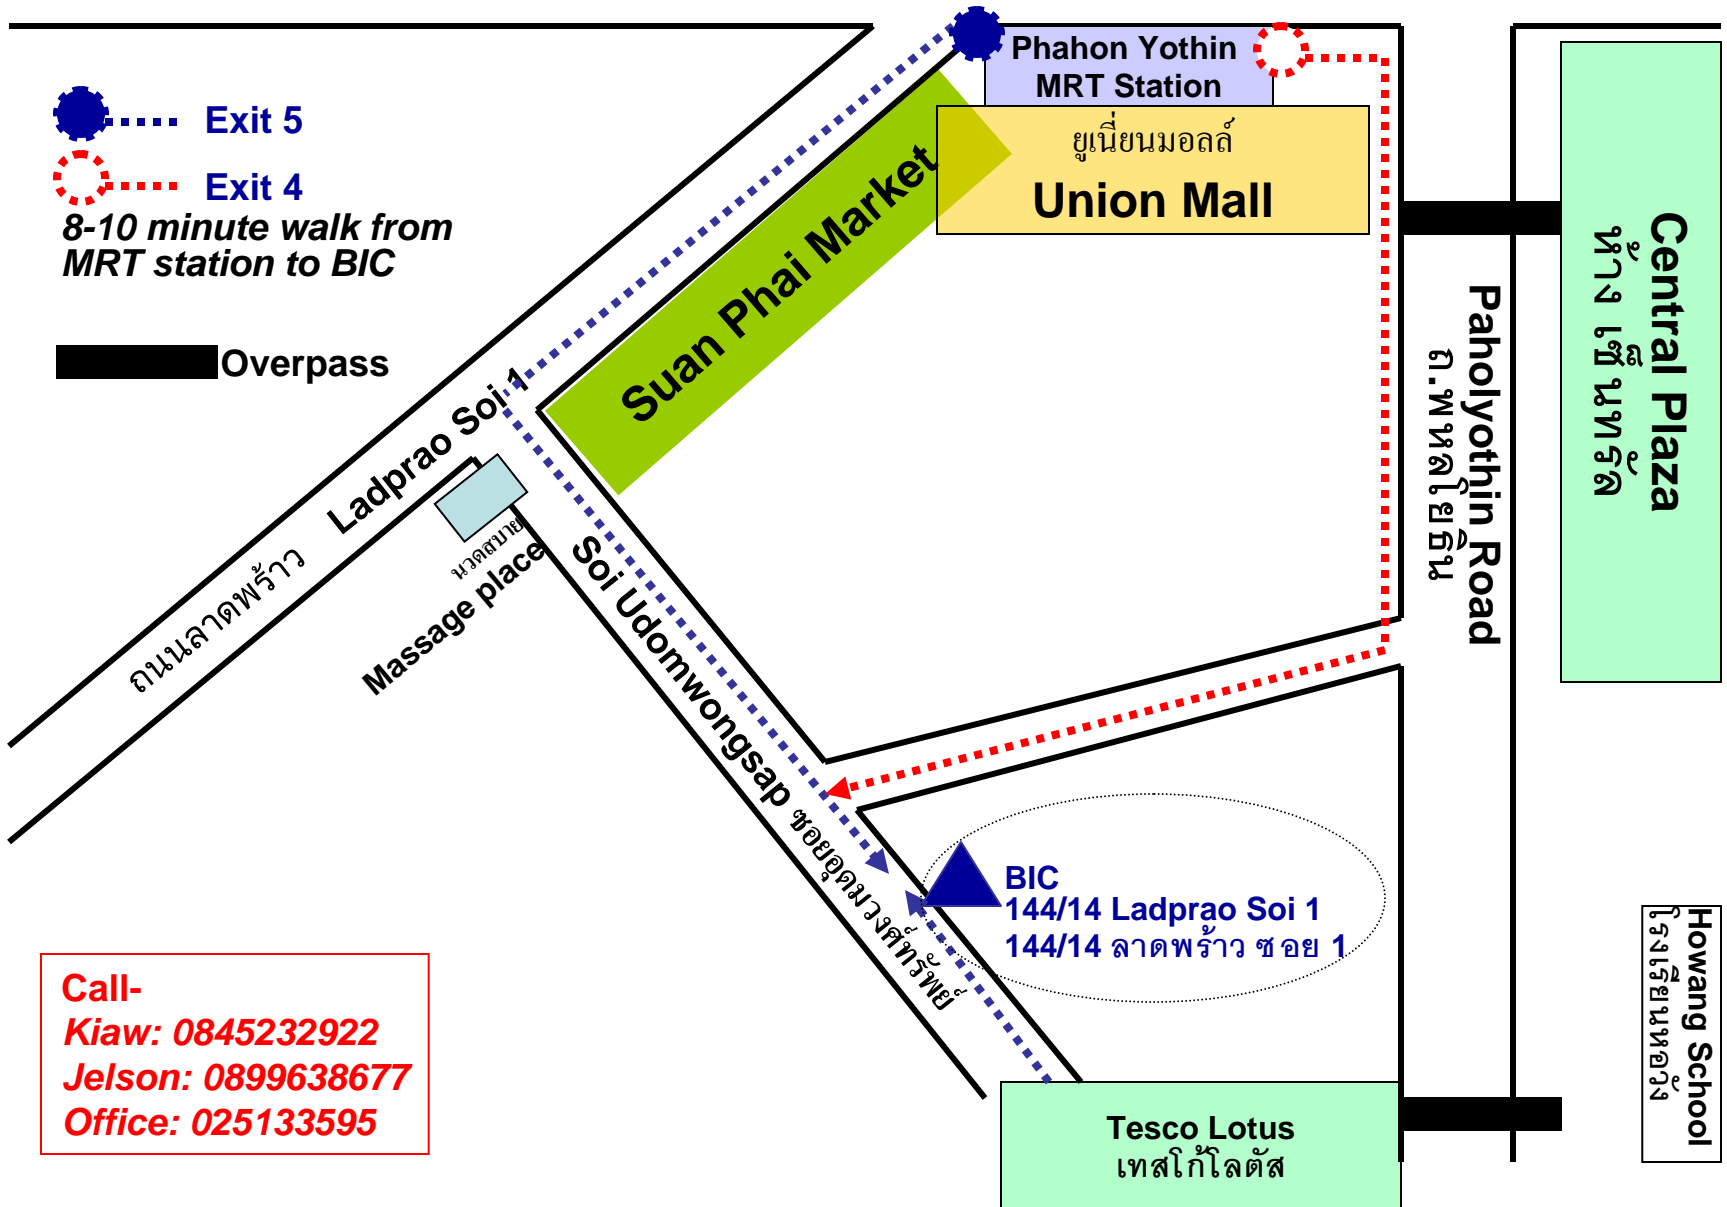 Exit 5
Exit 4
8-10 minute walk from
MRT station to BIC
Overpass
Phahon Yothin
MRT Station
ยูเนี่ยนมอลล์
Union Mall
Suan Phai Market
Ladprao Soi 1
ถนนลาดพร้าว
นวดสบาย
Massage place
Soi Udomwongsap ซอยอุดมวงศ์ทรัพย์
Paholyothin Road
ถ.พหลโยธิน
Central Plaza
ห้าง เซ็นทรัล
BIC
144/14 Ladprao Soi 1
144/14 ลาดพร้าว ซอย 1
Howang School
โรงเรียนหอวัง
Call-
Kiaw: 0845232922
Jelson: 0899638677
Office: 025133595
Tesco Lotus
เทสโก้โลตัส